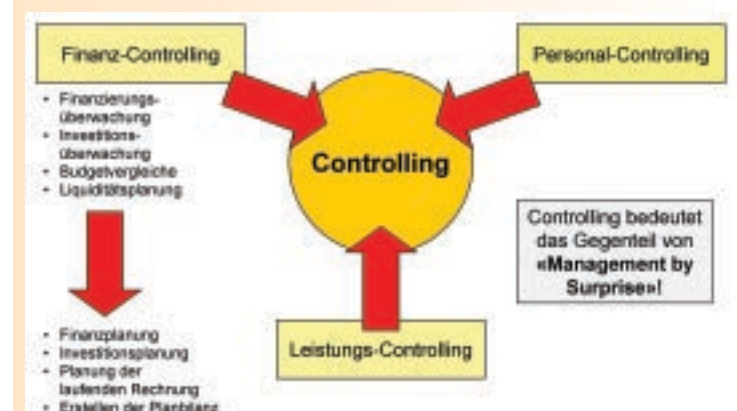 Finanz-Controlling
• Finanzierungs-
überwachung
• Investitions-
überwachung
• Budgetvergleiche
• Liquiditätsplanung
• Finanzplanung
• Investitionsplanung
• Planung der
laufenden Rechnung
• Erstellen der Planbilanz
Controlling
Leistungs-Controlling
Personal-Controlling
Controlling bedeutet
das Gegenteil von
«Management by
Surprise»!